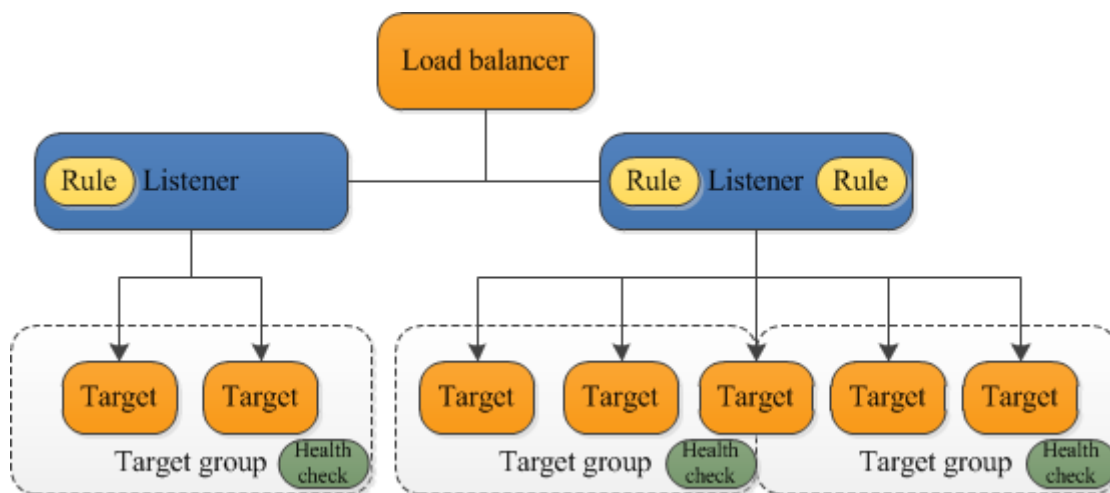 Load balancer
Rule Listener
Rule Listener Rule
Target Target
Target Target Target Target Target
Target group Health
check
Target group Health
check
Target group Health
check